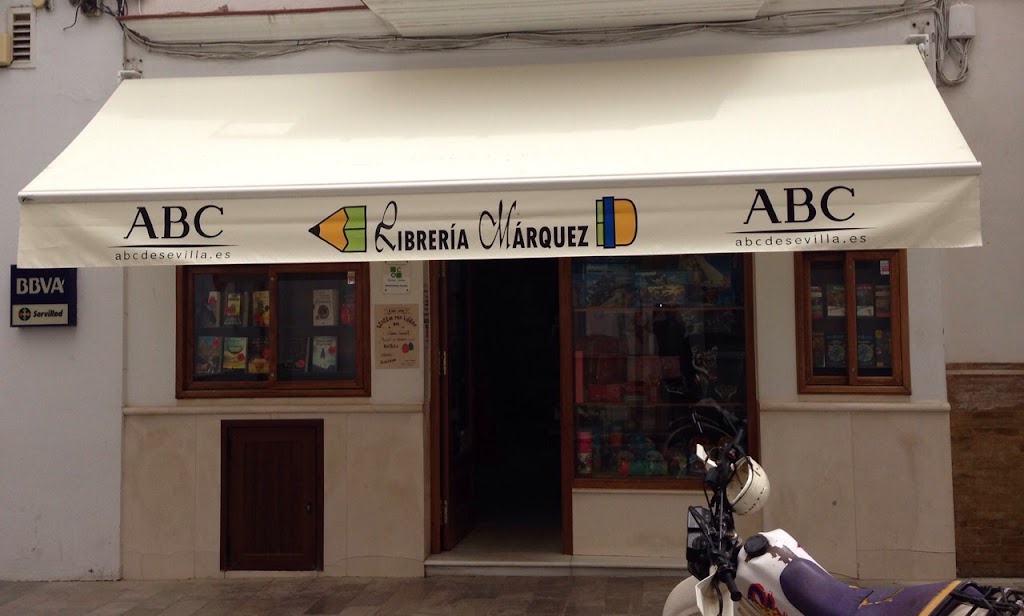 ABC
abcdesevilla.es
LIBRERÍA MÁRQUEZ
ABC
abcdesevilla.es
BBVA
ServiRed